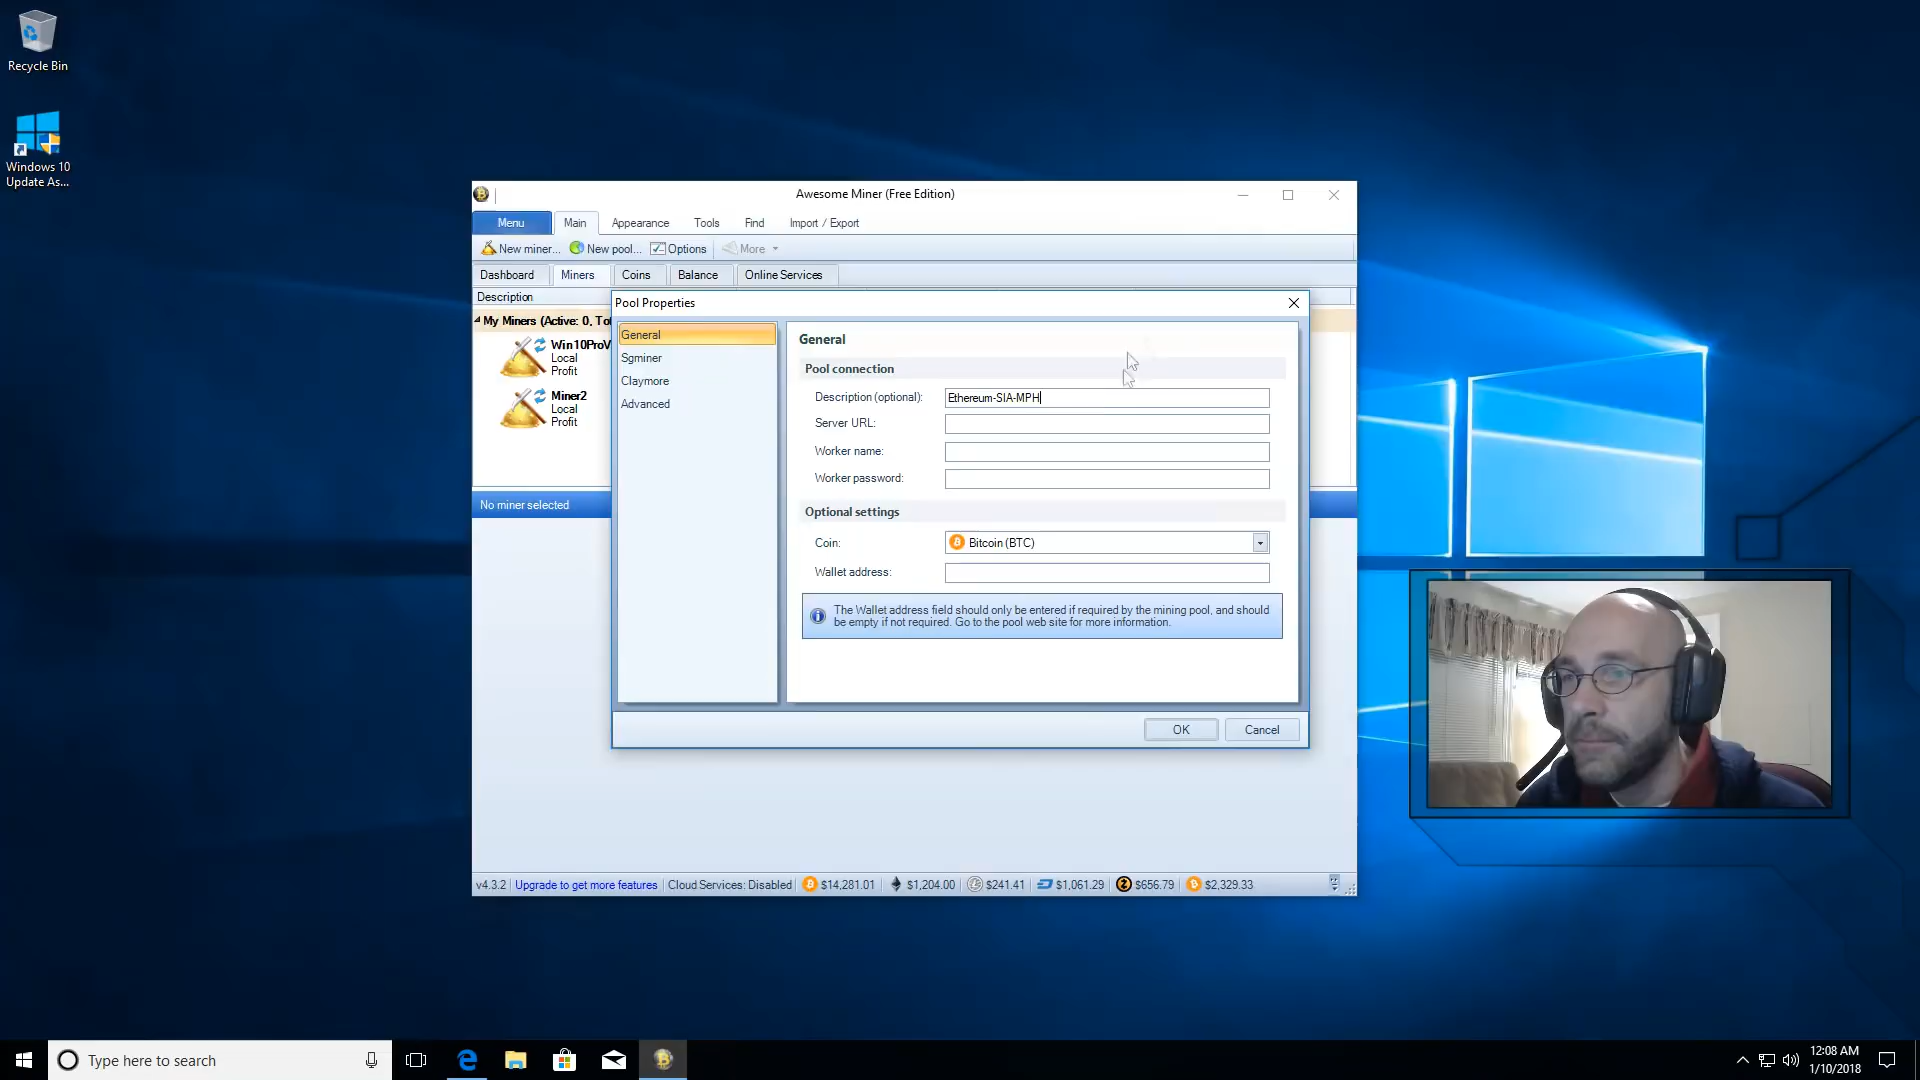 Recycle Bin
Windows 10
Update As...
Awesome Miner (Free Edition)
Menu
Main
Appearance
Tools
Find
Import / Export
New miner...
New pool...
Options
More
Dashboard
Miners
Coins
Balance
Online Services
Description
My Miners (Active: 0, To
Win10ProV
Local
Profit
Miner2
Local
Profit
No miner selected
Pool Properties
General
Sgminer
Claymore
Advanced
General
Pool connection
Description (optional):
Ethereum-SIA-MPH
Server URL:
Worker name:
Worker password:
Optional settings
Coin:
Bitcoin (BTC)
Wallet address:
The Wallet address field should only be entered if required by the mining pool, and should
be empty if not required. Go to the pool web site for more information.
OK
Cancel
v4.3.2
Upgrade to get more features
Cloud Services: Disabled
$14,281.01
$1,204.00
$241.41
$1,061.29
$656.79
$2,329.33
Type here to search
12:08 AM
1/10/2018